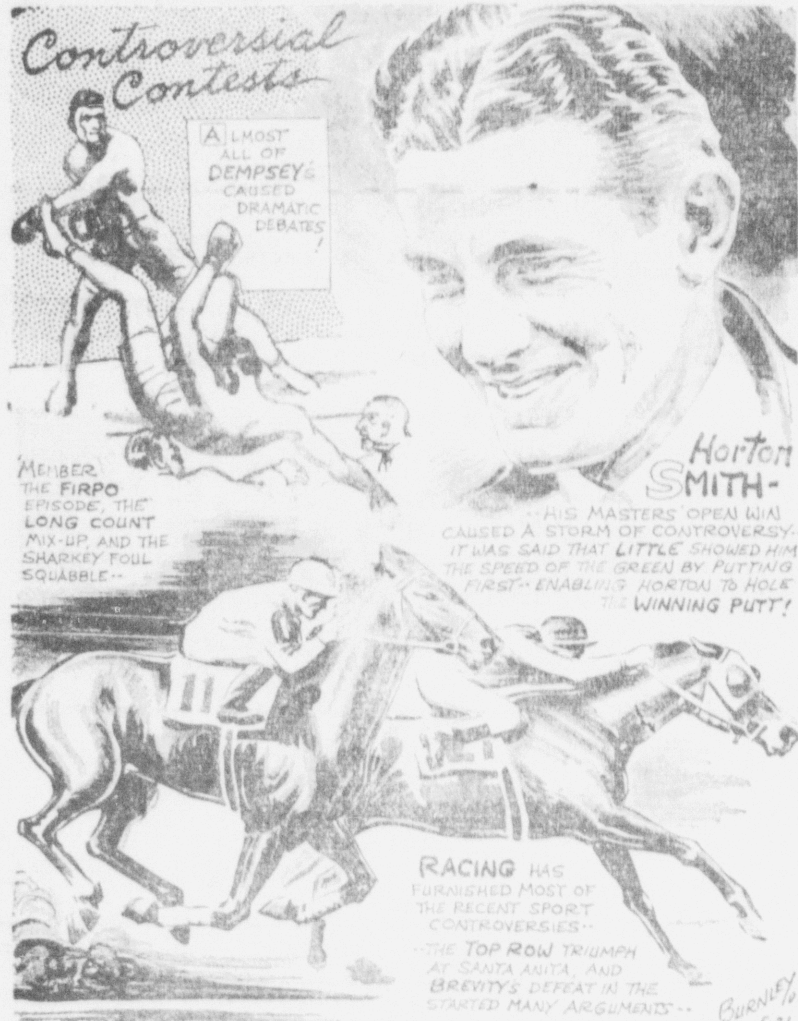 Controversial
Contests
ALMOST
ALL OF
DEMPSEY'S
CAUSED
DRAMATIC
DEBATES
!
'MEMBER
THE FIRPO
EPISODE, THE
LONG COUNT
MIX-UP, AND THE
SHARKEY FOUL
SQUABBLE--
Horton
SMITH-
--HIS MASTERS' OPEN WIN
CAUSED A STORM OF CONTROVERSY-
IT WAS SAID THAT LITTLE SHOWED HIM
THE SPEED OF THE GREEN BY PUTTING
FIRST-- ENABLING HORTON TO HOLE
THE WINNING PUTT!
11
RACING HAS
FURNISHED MOST OF
THE RECENT SPORT
CONTROVERSIES--
--THE TOP ROW TRIUMPH
AT SANTA ANITA, AND
BREVITY'S DEFEAT IN THE
STARTED MANY ARGUMENTS--
BURNLEY